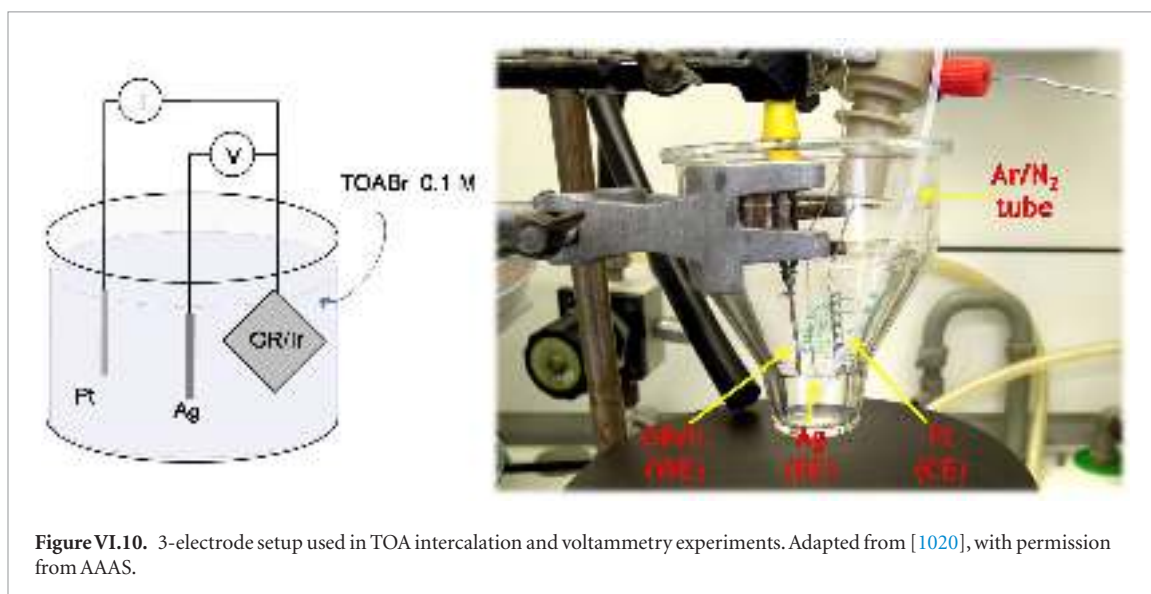 V
TOABr 0.1 M
GR/Ir
Pt
Ag
Ar/N₂
tube
Ag
Figure VI.10. 3-electrode setup used in TOA intercalation and voltammetry experiments. Adapted from [1020], with permission
from AAAS.